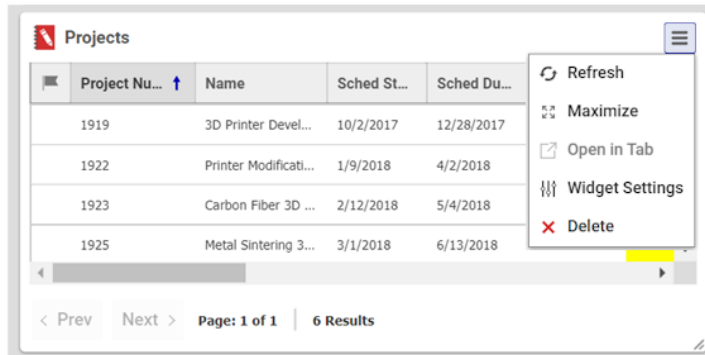 Projects
Project Nu... Name Sched St... Sched Du...
1919 3D Printer Devel... 10/2/2017 12/28/2017
1922 Printer Modificati... 1/9/2018 4/2/2018
1923 Carbon Fiber 3D ... 2/12/2018 5/4/2018
1925 Metal Sintering 3... 3/1/2018 6/13/2018
Refresh
Maximize
Open in Tab
Widget Settings
Delete
< Prev Next > Page: 1 of 1 6 Results